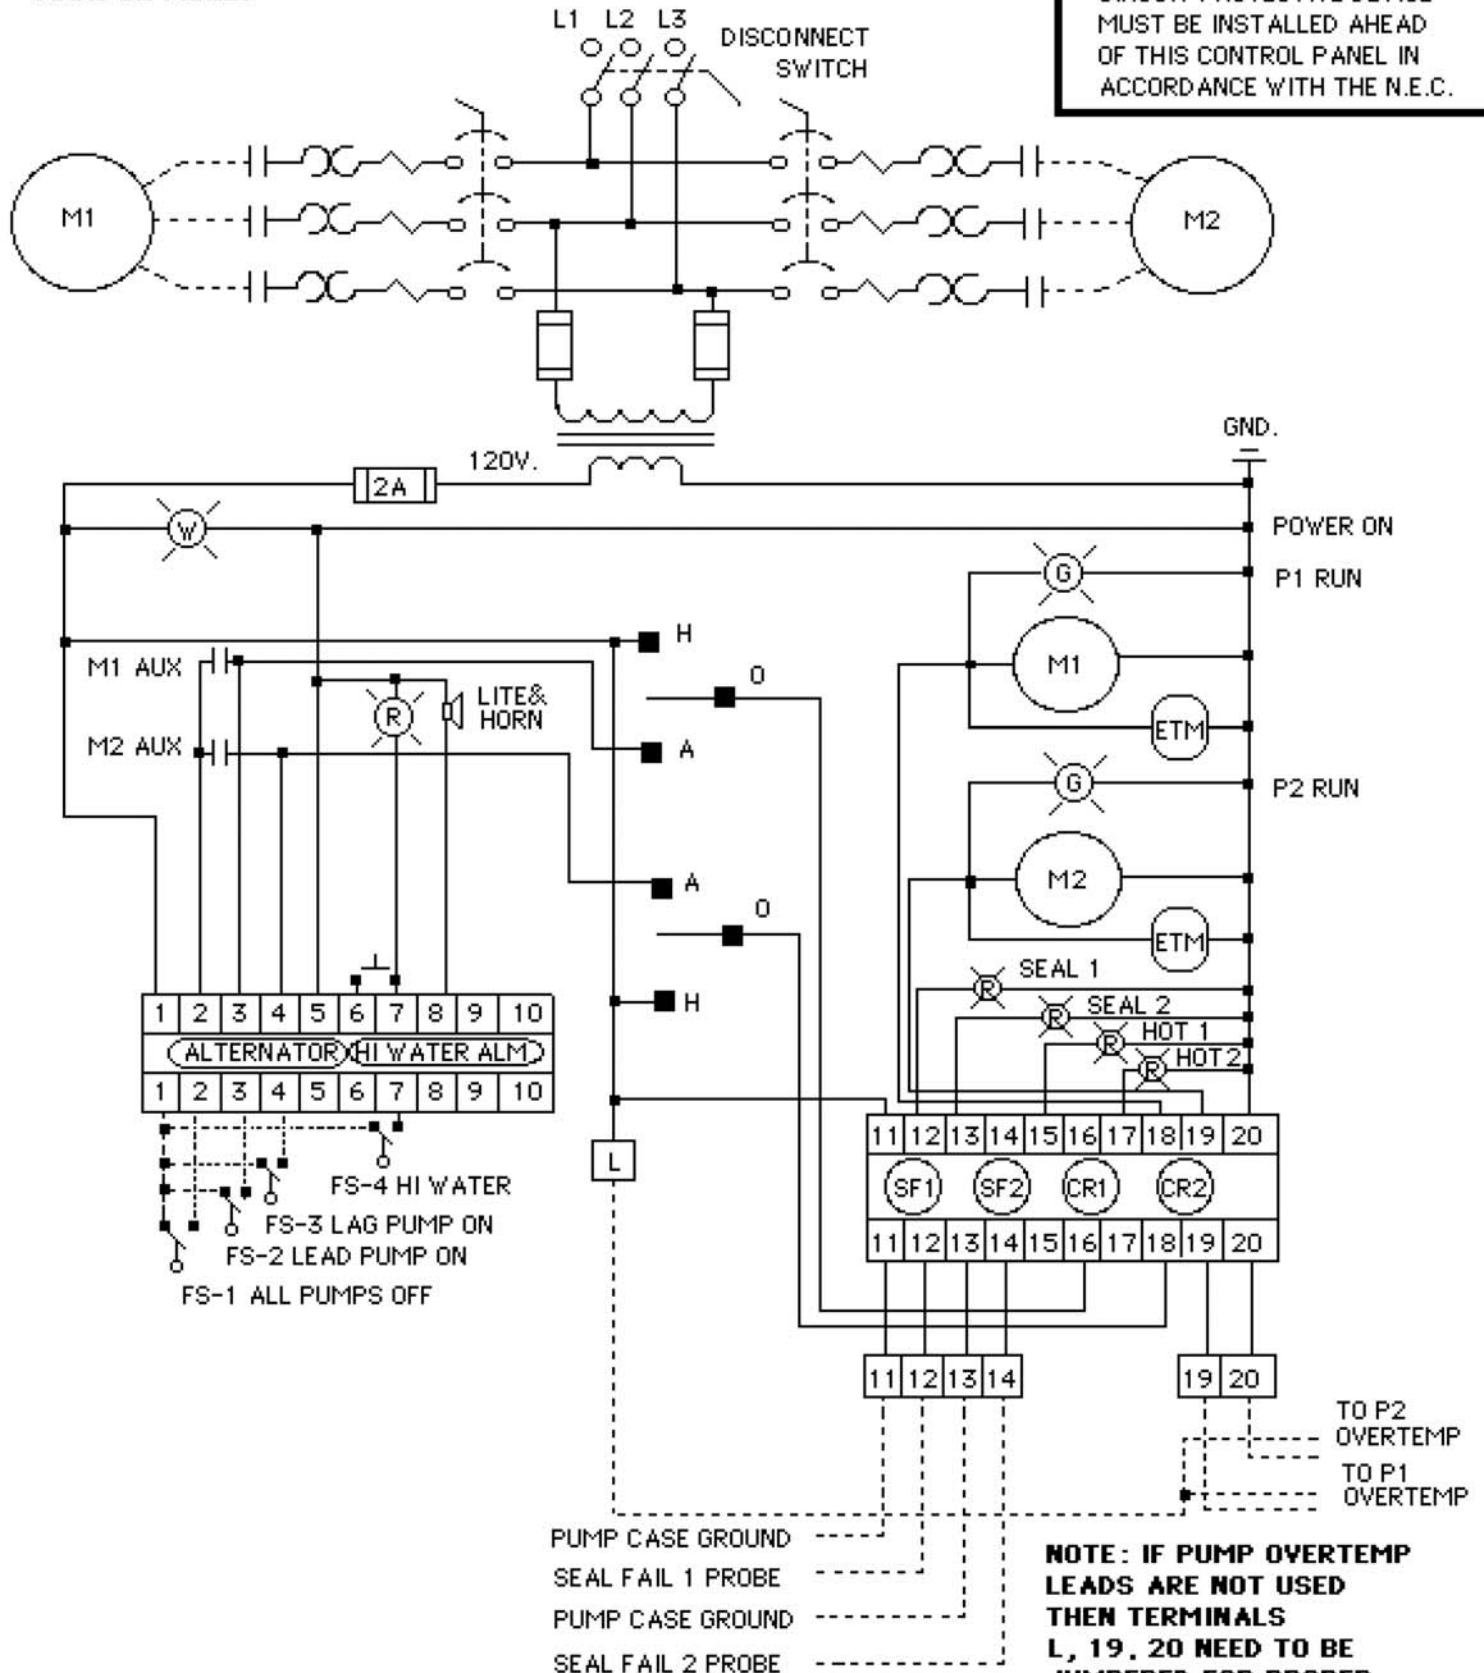 L1 L2 L3
DISCONNECT
SWITCH
MUST BE INSTALLED AHEAD
OF THIS CONTROL PANEL IN
ACCORDANCE WITH THE N.E.C.
M1
M2
GND.
120V.
2A
W
POWER ON
G
P1 RUN
H
M1 AUX
M1
O
LITE&
HORN
R
ETM
M2 AUX
A
G
P2 RUN
A
M2
O
ETM
SEAL 1
R
H
SEAL 2
R
1 2 3 4 5 6 7 8 9 10
HOT 1
R
ALTERNATOR HI WATER ALM
HOT 2
R
1 2 3 4 5 6 7 8 9 10
11 12 13 14 15 16 17 18 19 20
L
FS-4 HI WATER
SF1 SF2 CR1 CR2
FS-3 LAG PUMP ON
11 12 13 14 15 16 17 18 19 20
FS-2 LEAD PUMP ON
FS-1 ALL PUMPS OFF
11 12 13 14
19 20
TO P2
OVERTEMP
TO P1
OVERTEMP
PUMP CASE GROUND
SEAL FAIL 1 PROBE
PUMP CASE GROUND
SEAL FAIL 2 PROBE
NOTE: IF PUMP OVERTEMP
LEADS ARE NOT USED
THEN TERMINALS
L, 19, 20 NEED TO BE